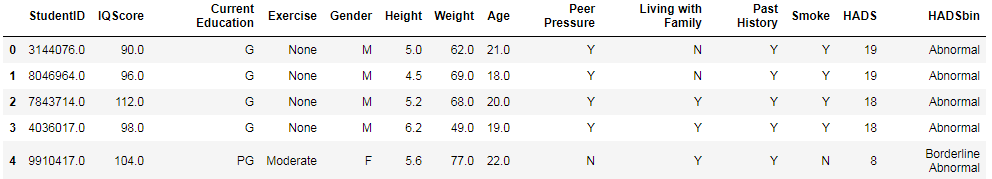 StudentID IQScore Current Education Exercise Gender Height Weight Age Peer Pressure Living with Family Past History Smoke HADS HADSbin
0 3144076.0 90.0 G None M 5.0 62.0 21.0 Y N Y Y 19 Abnormal
1 8046964.0 96.0 G None M 4.5 69.0 18.0 Y N Y Y 19 Abnormal
2 7843714.0 112.0 G None M 5.2 68.0 20.0 Y Y Y Y 18 Abnormal
3 4036017.0 98.0 G None M 6.2 49.0 19.0 Y Y Y Y 18 Abnormal
4 9910417.0 104.0 PG Moderate F 5.6 77.0 22.0 N Y Y N 8 Borderline Abnormal